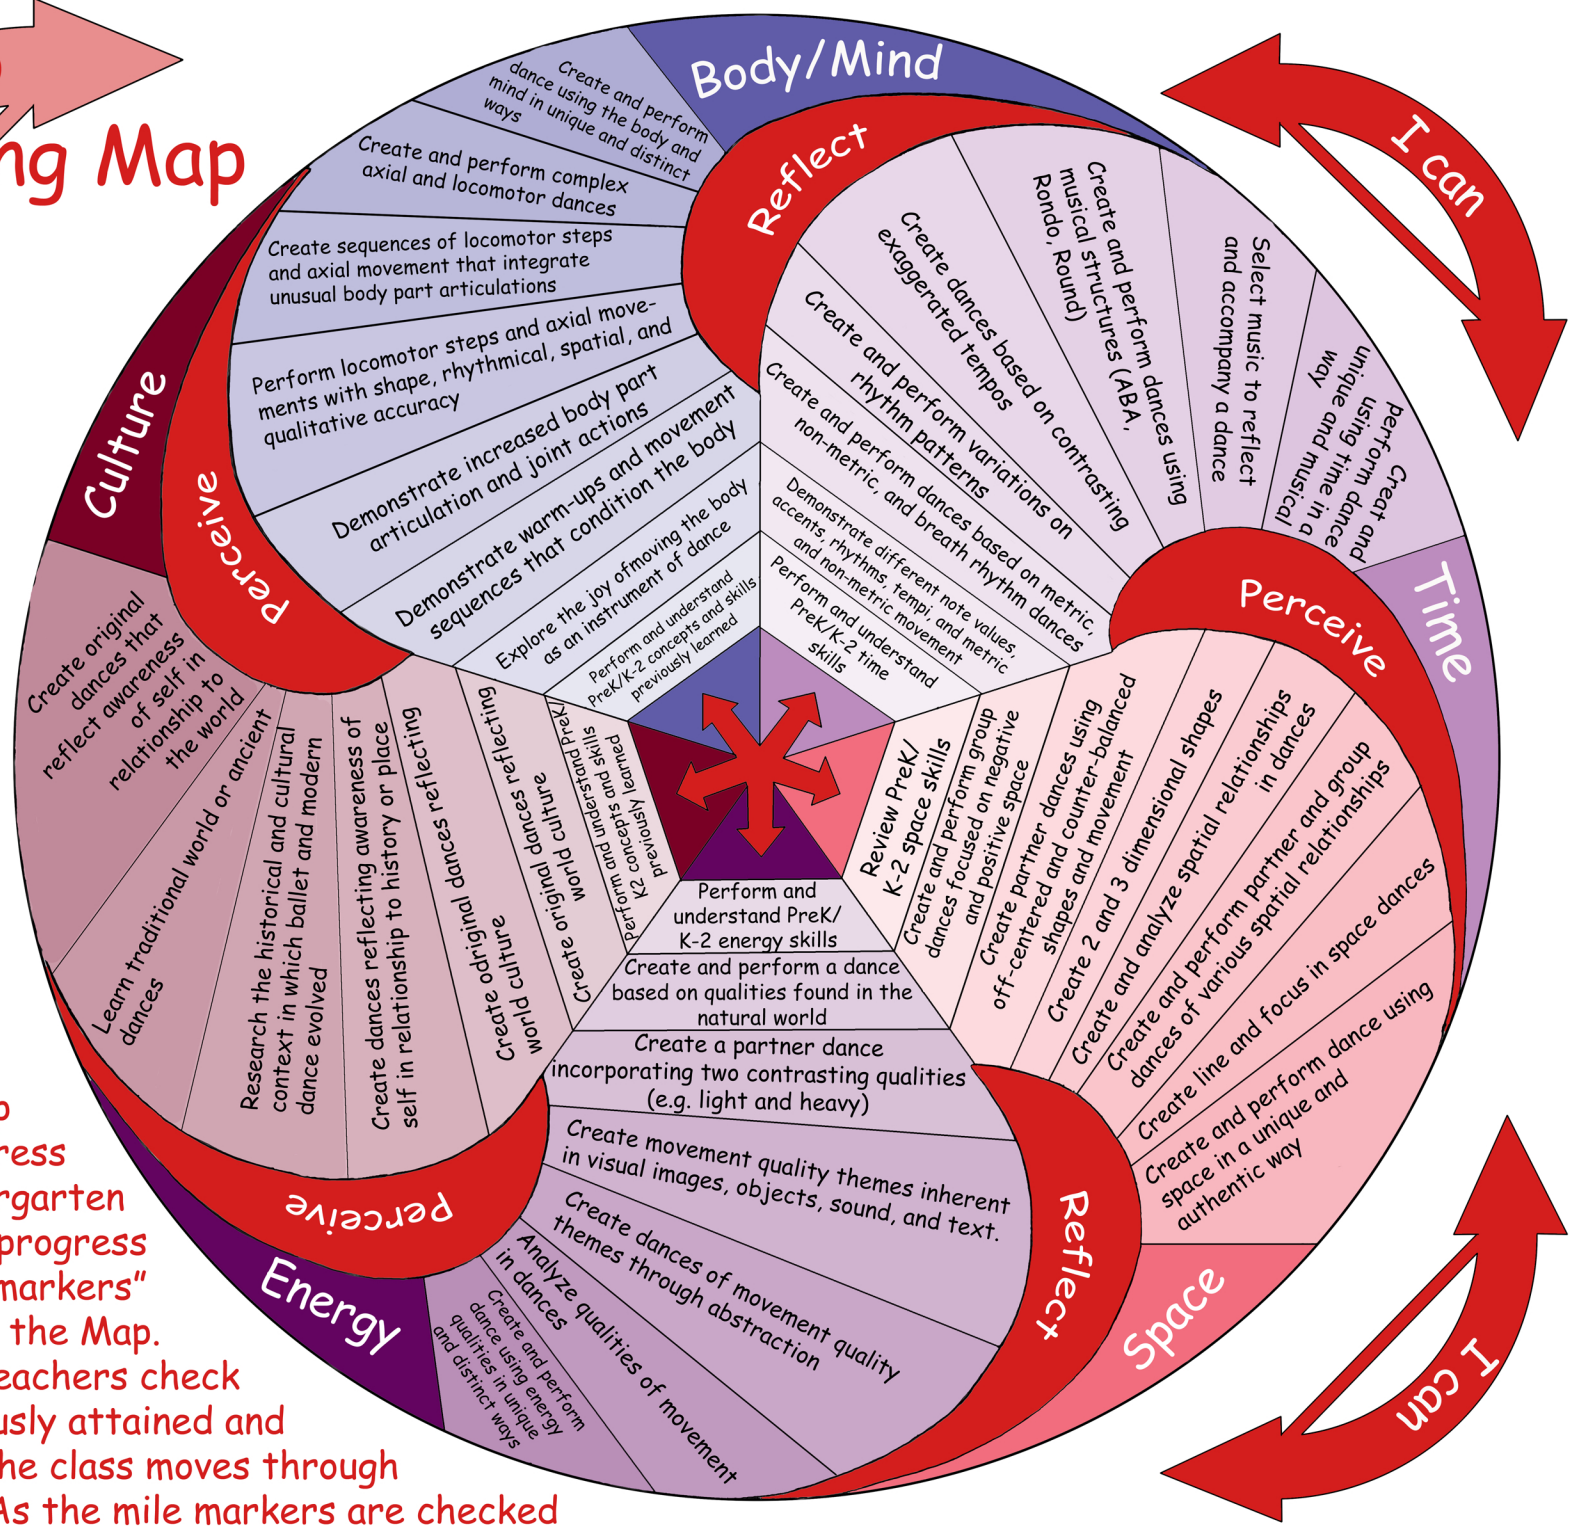 ng Map
Body/Mind
Create and perform
dance using the body and
mind in unique and distinct
ways
Create and perform complex
axial and locomotor dances
Create sequences of locomotor steps
and axial movement that integrate
unusual body part articulations
Perform locomotor steps and axial move-
ments with shape, rhythmical, spatial, and
qualitative accuracy
Demonstrate increased body part
articulation and joint actions
Demonstrate warm-ups and movement
sequences that condition the body
Explore the joy ofmoving the body
as an instrument of dance
Perform and understand
PreK/K-2 concepts and skills
previously learned
Reflect
Create dances based on contrasting
exaggerated tempos
Create and perform dances using
musical structures (ABA,
Rondo, Round)
Select music to reflect
and accompany a dance
Creat and
perform dance
using time in a
unique and musical
way
Create and perform variations on
rhythm patterns
Create and perform dances based on metric,
non-metric, and breath rhythm dances
Demonstrate different note values,
accents, rhythms, tempi, and metric
and non-metric movement
Perform and understand
PreK/K-2 time
skills
Time
Perceive
Review PreK/
K-2 space skills
Create and perform group
dances focused on negative
and positive space
Create partner dances using
off-centered and counter-balanced
shapes and movement
Create 2 and 3 dimensional shapes
Create and analyze spatial relationships
in dances
Create and perform partner and group
dances of various spatial relationships
Create line and focus in space dances
Create and perform dance using
space in a unique and
authentic way
Space
Reflect
Perform and
understand PreK/
K-2 energy skills
Create and perform a dance
based on qualities found in the
natural world
Create a partner dance
incorporating two contrasting qualities
(e.g. light and heavy)
Create movement quality themes inherent
in visual images, objects, sound, and text.
Create dances of movement quality
themes through abstraction
Analyze qualities of movement
in dances
Create and perform
dance using energy
qualities in unique
and distinct ways
Energy
Perceive
Perform and understand PreK/
K2 concepts and skills
previously learned
Create original dances reflecting
world culture
Create odriginal dances reflecting
world culture
Create dances reflecting awareness of
self in relationship to history or place
Research the historical and cultural
context in which ballet and modern
dance evolved
Learn traditional world or ancient
dances
Create original
dances that
reflect awareness
of self in
relationship to
the world
Culture
Perceive
I can
I can
p
ress
rgarten
progress
markers”
the Map.
eachers check
usly attained and
he class moves through
As the mile markers are checked